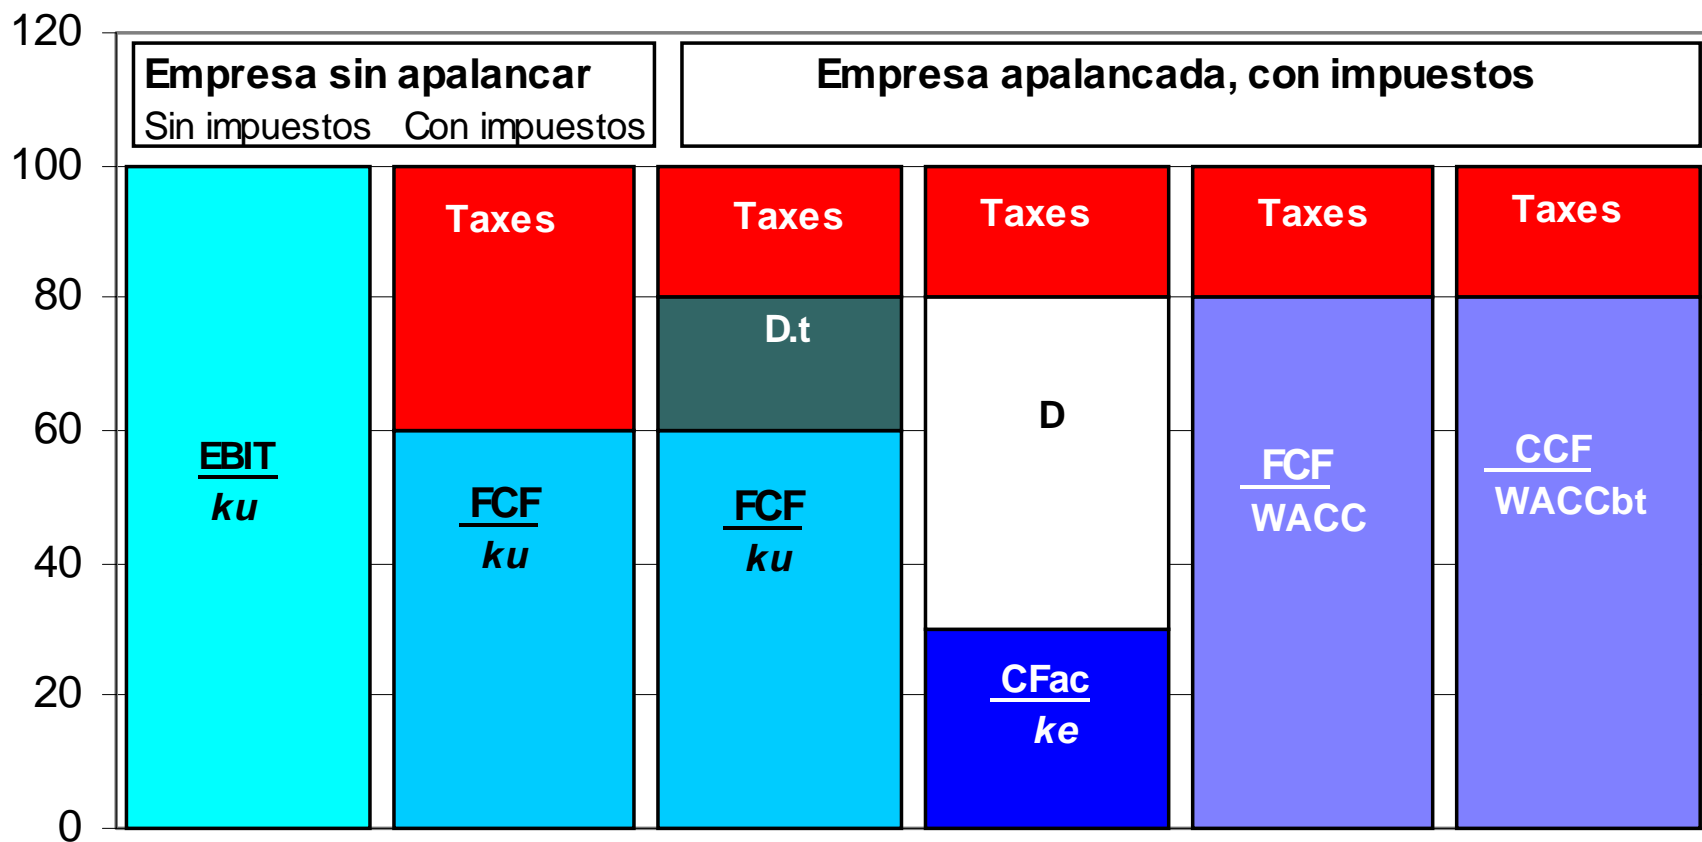 120
Empresa sin apalancar
Sin impuestos Con impuestos
Empresa apalancada, con impuestos
100
80
60
40
20
0
EBIT
ku
Taxes
FCF
ku
Taxes
D.t
FCF
ku
Taxes
D
CFac
ke
Taxes
FCF
WACC
Taxes
CCF
WACCbt